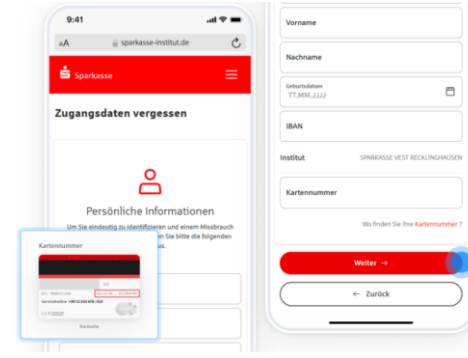 9:41
AA sparkasse-institut.de
Sparkasse
Zugangsdaten vergessen
Persönliche Informationen
Um Sie eindeutig zu identifizieren und einem Missbrauch
n Sie bitte die folgenden
us.
Kartennummer
Rückseite
Vorname
Nachname
Geburtsdatum
TT.MM.JJJJ
IBAN
Institut SPARKASSE VEST RECKLINGHAUSEN
Kartennummer
Wo finden Sie Ihre Kartennummer ?
Weiter →
← Zurück